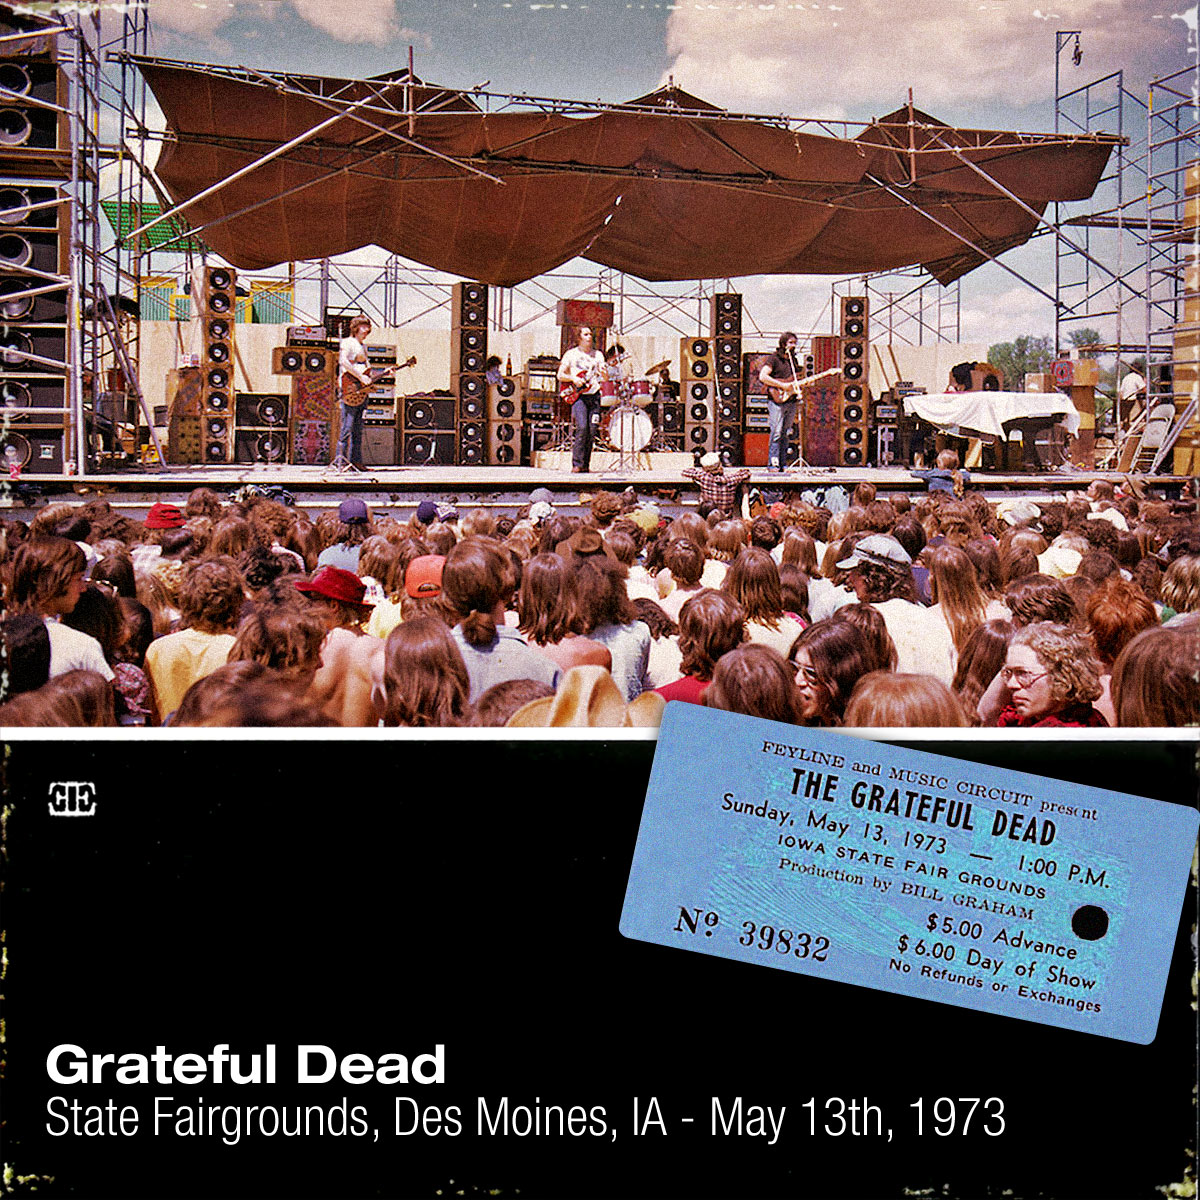 FEYLINE and MUSIC CIRCUIT present
THE GRATEFUL DEAD
Sunday, May 13, 1973 — 1:00 P.M.
IOWA STATE FAIR GROUNDS
Production by BILL GRAHAM
$5.00 Advance
$6.00 Day of Show
Nº 39832
No Refunds or Exchanges
Grateful Dead
State Fairgrounds, Des Moines, IA - May 13th, 1973